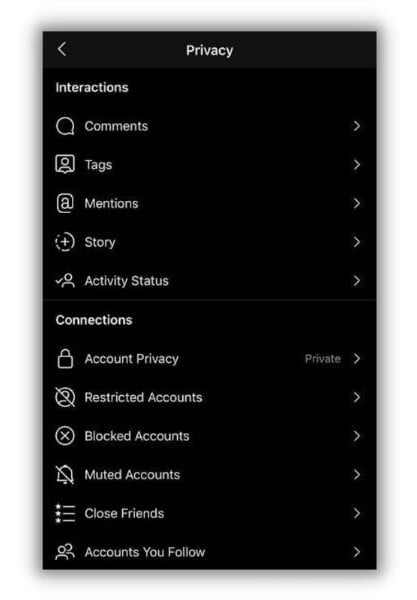 Privacy
Interactions
Comments
Tags
Mentions
Story
Activity Status
Connections
Account Privacy Private
Restricted Accounts
Blocked Accounts
Muted Accounts
Close Friends
Accounts You Follow